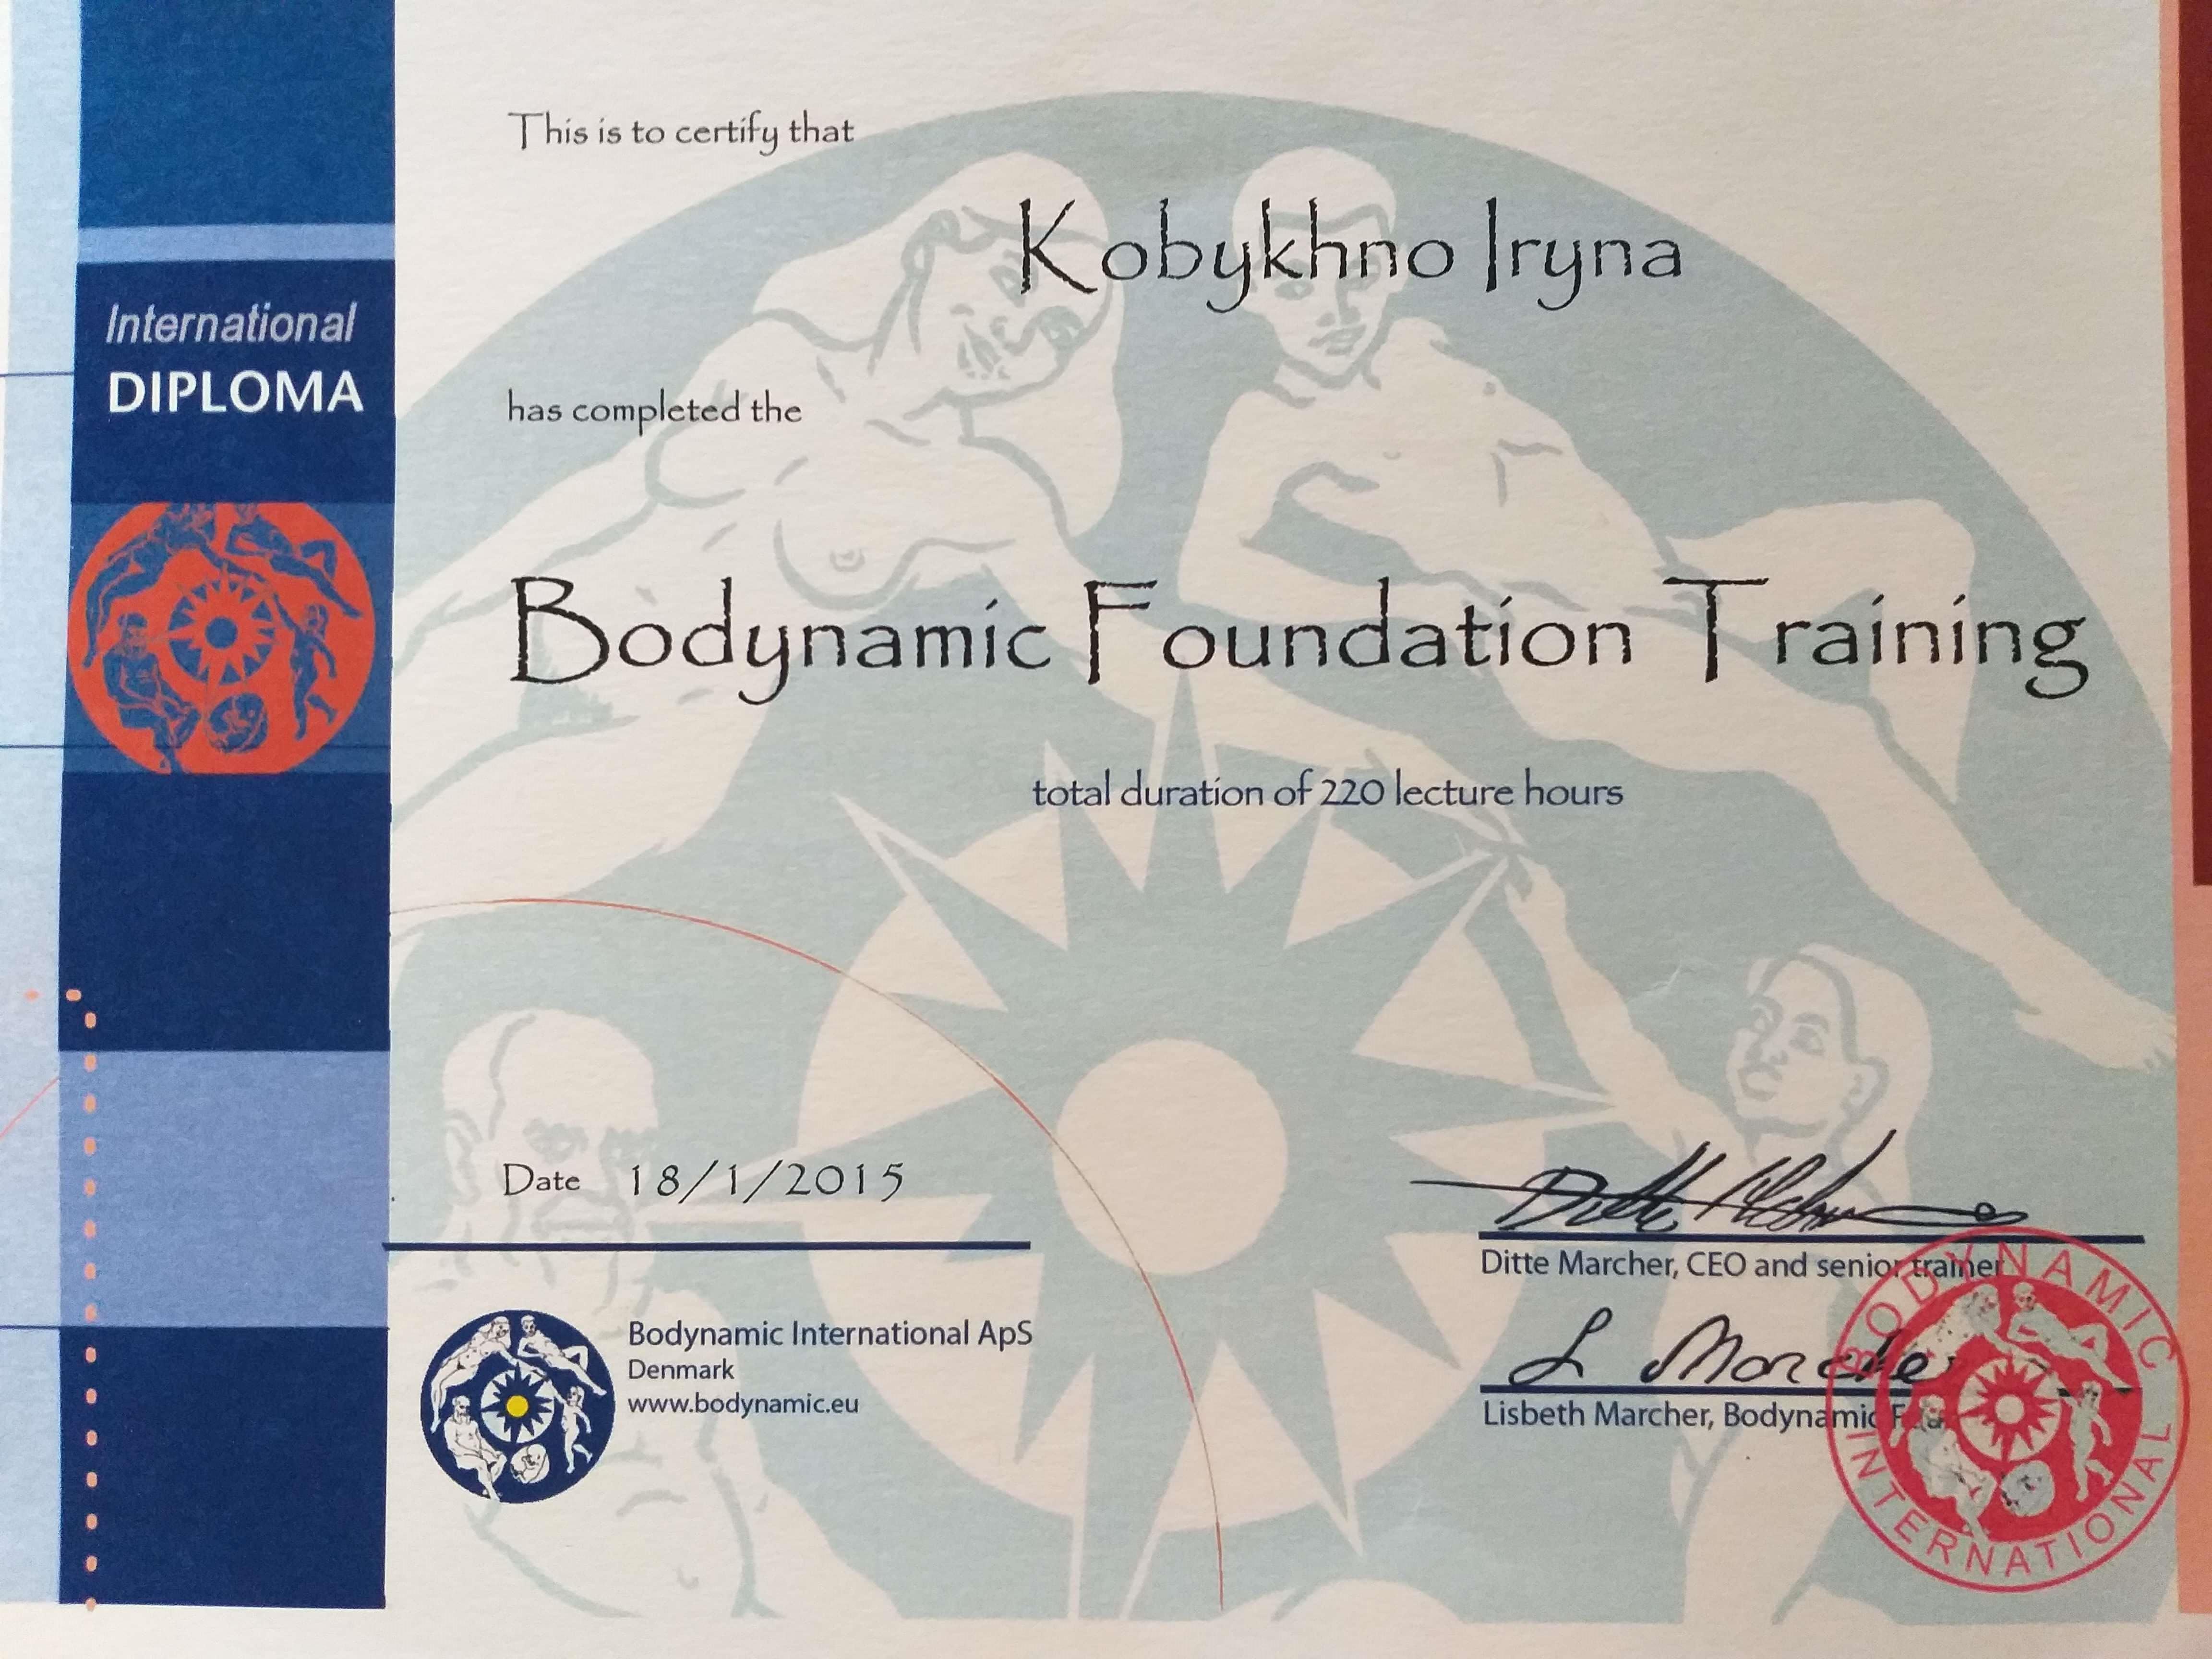 International
DIPLOMA
This is to certify that
Kobykhno Iryna
has completed the
Bodynamic Foundation Training
total duration of 220 lecture hours
Date 18/1/2015
Bodynamic International ApS
Denmark
www.bodynamic.eu
Ditte Marcher, CEO and senior trainer
L Marcher
Lisbeth Marcher, Bodynamic
BODYNAMIC INTERNATIONAL